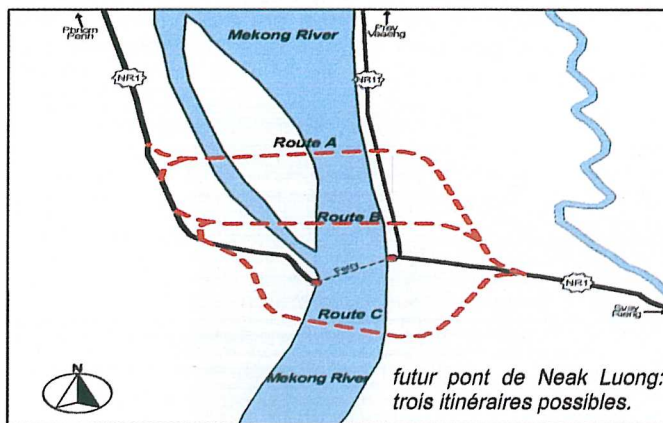 Phnom
Penh
Prey
Veaeng
Mekong River
NR1
NR11
Route A
Route B
Ferry
NR1
Svay
Rieng
Route C
Mekong River
N
futur pont de Neak Luong:
trois itinéraires possibles.